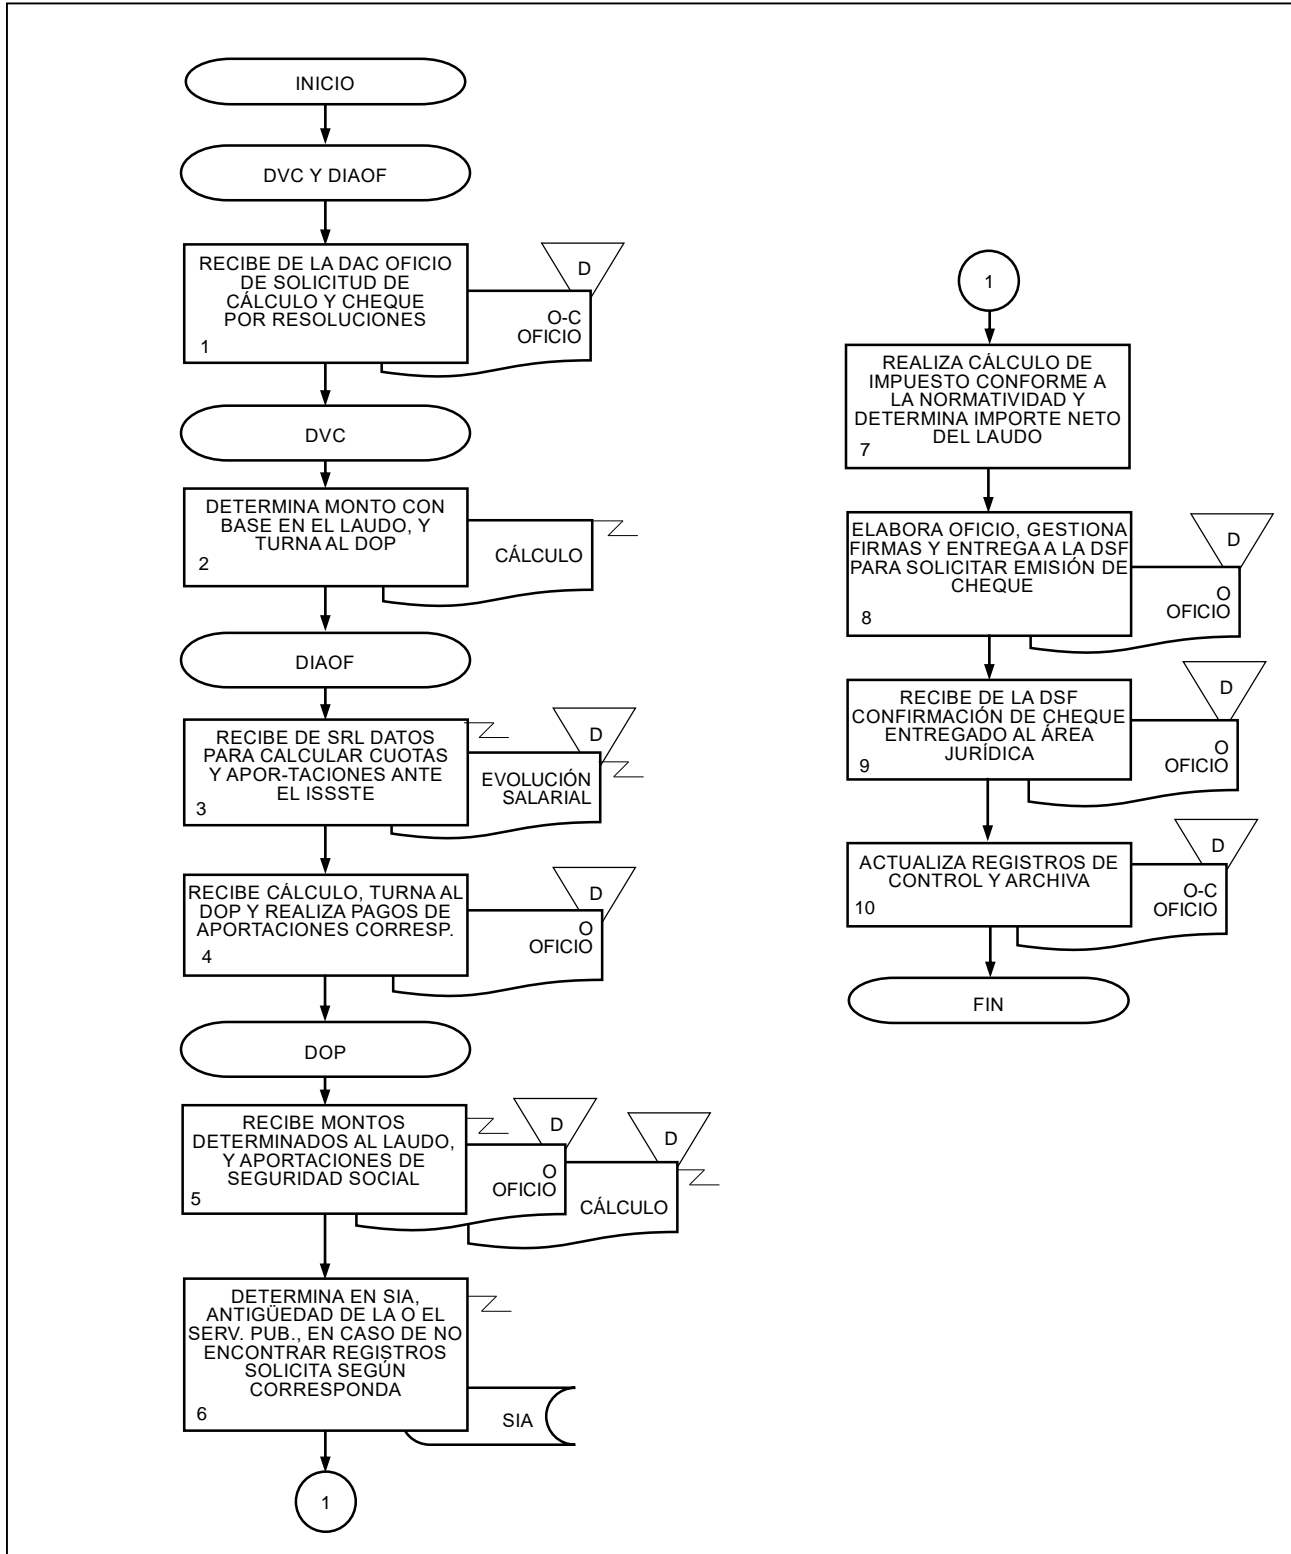 INICIO
DVC Y DIAOF
RECIBE DE LA DAC OFICIO
DE SOLICITUD DE
CÁLCULO Y CHEQUE
POR RESOLUCIONES
1
D
O-C
OFICIO
DVC
DETERMINA MONTO CON
BASE EN EL LAUDO, Y
TURNA AL DOP
2
CÁLCULO
DIAOF
RECIBE DE SRL DATOS
PARA CALCULAR CUOTAS
Y APOR-TACIONES ANTE
EL ISSSTE
3
D
EVOLUCIÓN
SALARIAL
RECIBE CÁLCULO, TURNA AL
DOP Y REALIZA PAGOS DE
APORTACIONES CORRESP.
4
D
O
OFICIO
DOP
RECIBE MONTOS
DETERMINADOS AL LAUDO,
Y APORTACIONES DE
SEGURIDAD SOCIAL
5
D
O
OFICIO
D
CÁLCULO
DETERMINA EN SIA,
ANTIGÜEDAD DE LA O EL
SERV. PUB., EN CASO DE NO
ENCONTRAR REGISTROS
SOLICITA SEGÚN
CORRESPONDA
6
SIA
1
1
REALIZA CÁLCULO DE
IMPUESTO CONFORME A
LA NORMATIVIDAD Y
DETERMINA IMPORTE NETO
DEL LAUDO
7
ELABORA OFICIO, GESTIONA
FIRMAS Y ENTREGA A LA DSF
PARA SOLICITAR EMISIÓN DE
CHEQUE
8
D
O
OFICIO
RECIBE DE LA DSF
CONFIRMACIÓN DE CHEQUE
ENTREGADO AL ÁREA
JURÍDICA
9
D
O
OFICIO
ACTUALIZA REGISTROS DE
CONTROL Y ARCHIVA
10
D
O-C
OFICIO
FIN